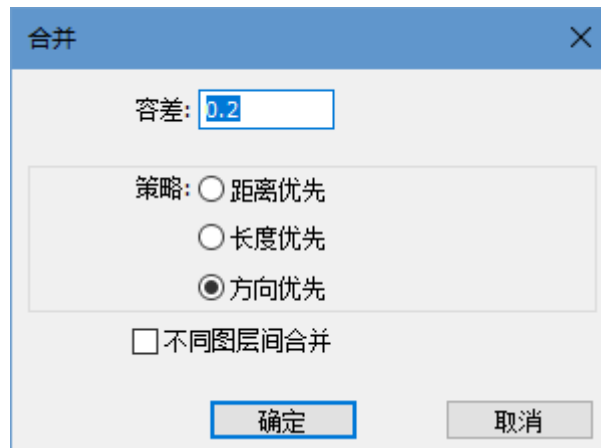 合并
容差: 0.2
策略: 距离优先
长度优先
方向优先
不同图层间合并
确定 取消